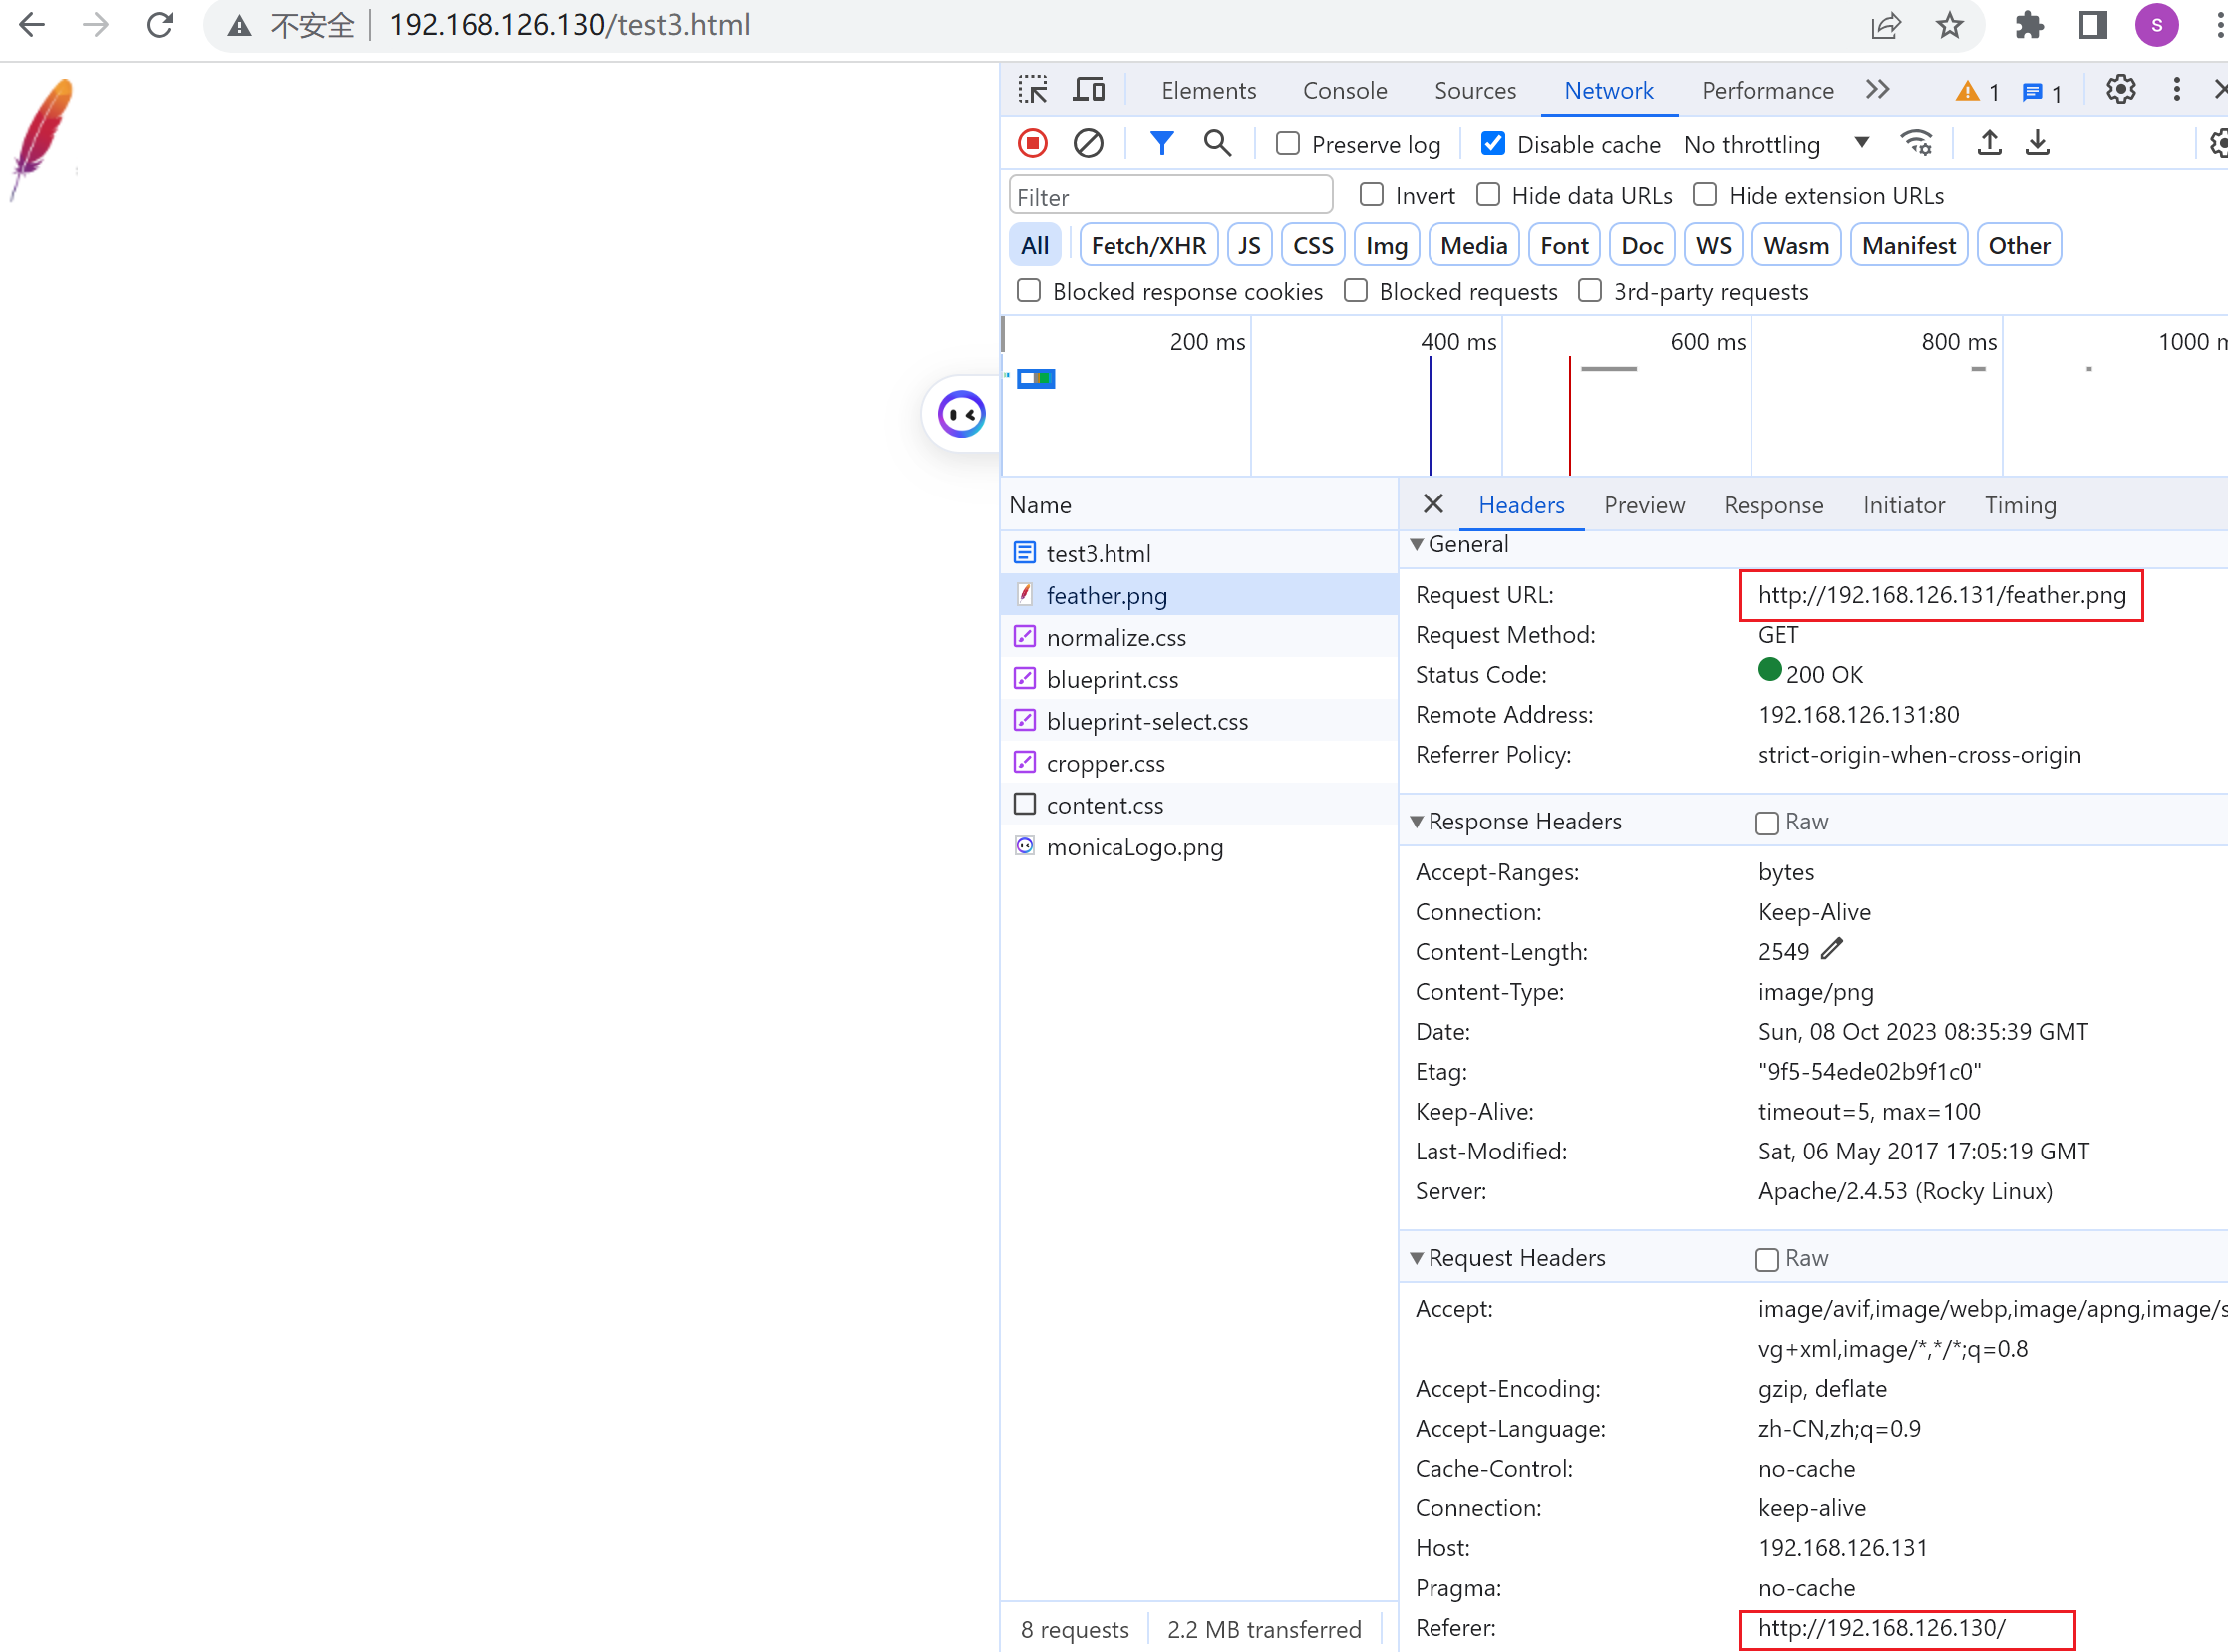 不安全 192.168.126.130/test3.html
s
Elements Console Sources Network Performance 1 1
Preserve log Disable cache No throttling
Filter Invert Hide data URLs Hide extension URLs
All Fetch/XHR JS CSS Img Media Font Doc WS Wasm Manifest Other
Blocked response cookies Blocked requests 3rd-party requests
200 ms 400 ms 600 ms 800 ms 1000 m
Name
test3.html
feather.png
normalize.css
blueprint.css
blueprint-select.css
cropper.css
content.css
monicaLogo.png
8 requests 2.2 MB transferred
Headers Preview Response Initiator Timing
General
Request URL: http://192.168.126.131/feather.png
Request Method: GET
Status Code: 200 OK
Remote Address: 192.168.126.131:80
Referrer Policy: strict-origin-when-cross-origin
Response Headers Raw
Accept-Ranges: bytes
Connection: Keep-Alive
Content-Length: 2549
Content-Type: image/png
Date: Sun, 08 Oct 2023 08:35:39 GMT
Etag: "9f5-54ede02b9f1c0"
Keep-Alive: timeout=5, max=100
Last-Modified: Sat, 06 May 2017 17:05:19 GMT
Server: Apache/2.4.53 (Rocky Linux)
Request Headers Raw
Accept: image/avif,image/webp,image/apng,image/s
vg+xml,image/*,*/*;q=0.8
Accept-Encoding: gzip, deflate
Accept-Language: zh-CN,zh;q=0.9
Cache-Control: no-cache
Connection: keep-alive
Host: 192.168.126.131
Pragma: no-cache
Referer: http://192.168.126.130/